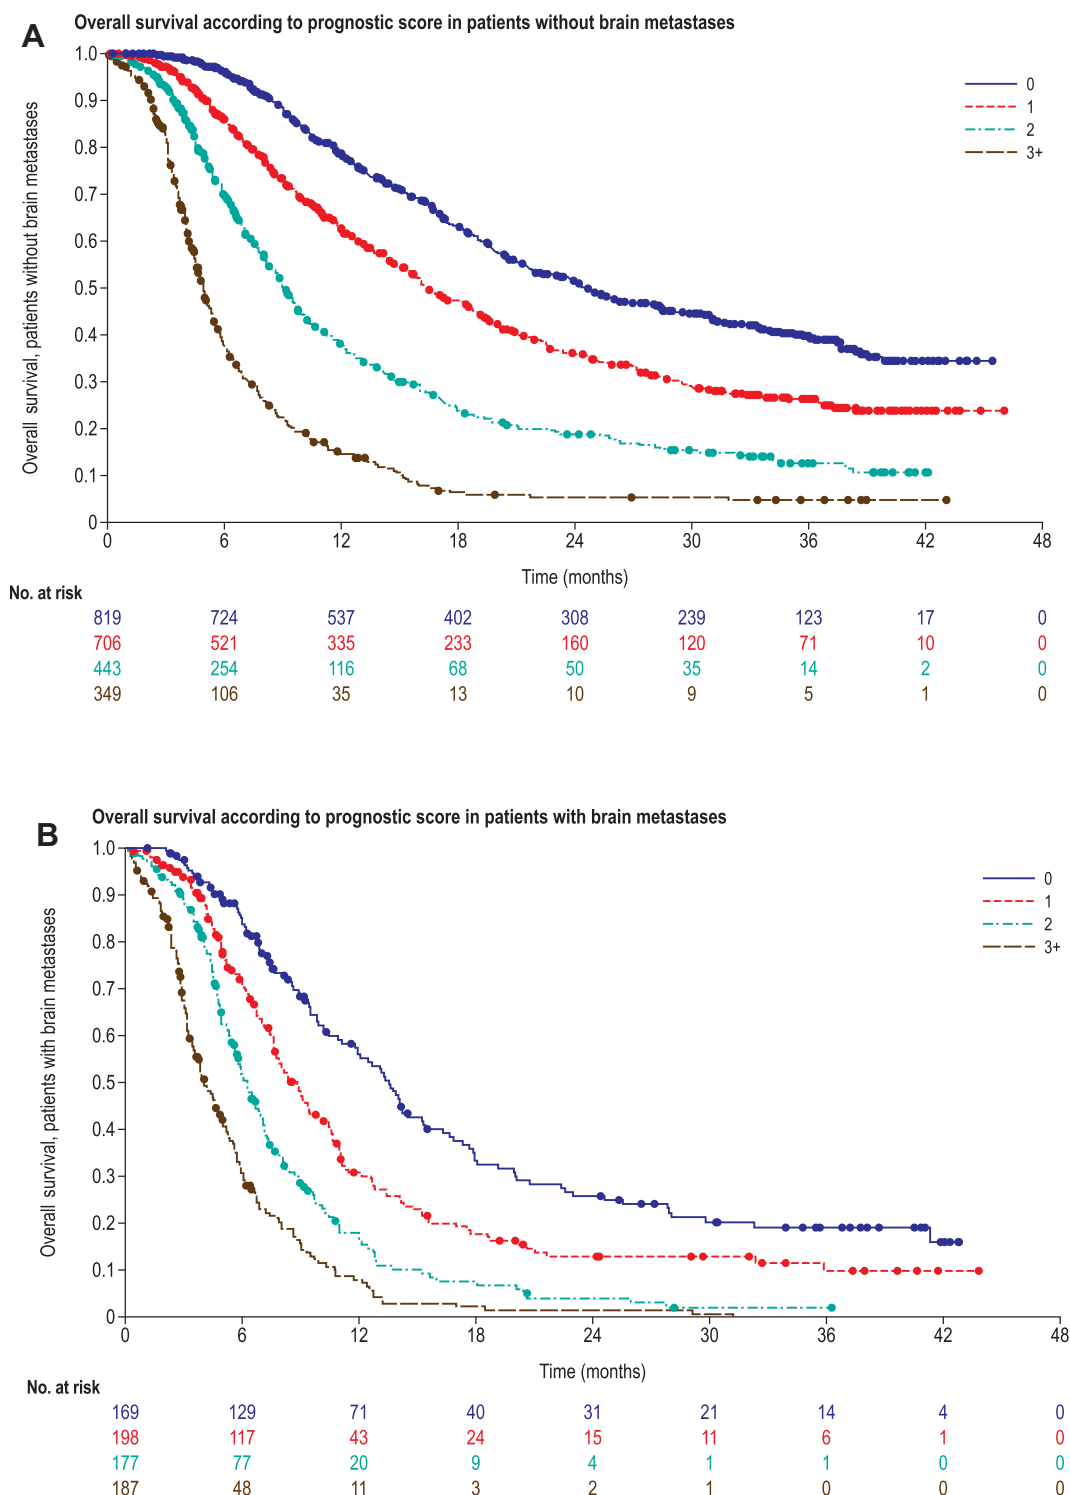 A
Overall survival according to prognostic score in patients without brain metastases
Overall survival, patients without brain metastases
1.0
0.9
0.8
0.7
0.6
0.5
0.4
0.3
0.2
0.1
0
0
1
2
3+
0 6 12 18 24 30 36 42 48
Time (months)
No. at risk
819 724 537 402 308 239 123 17 0
706 521 335 233 160 120 71 10 0
443 254 116 68 50 35 14 2 0
349 106 35 13 10 9 5 1 0
B
Overall survival according to prognostic score in patients with brain metastases
Overall survival, patients with brain metastases
1.0
0.9
0.8
0.7
0.6
0.5
0.4
0.3
0.2
0.1
0
0
1
2
3+
0 6 12 18 24 30 36 42 48
Time (months)
No. at risk
169 129 71 40 31 21 14 4 0
198 117 43 24 15 11 6 1 0
177 77 20 9 4 1 1 0 0
187 48 11 3 2 1 0 0 0